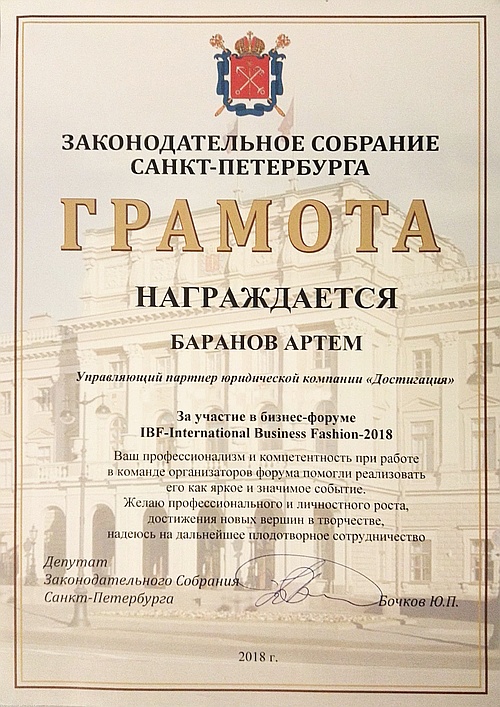 ЗАКОНОДАТЕЛЬНОЕ СОБРАНИЕ
САНКТ-ПЕТЕРБУРГА
ГРАМОТА
НАГРАЖДАЕТСЯ
БАРАНОВ АРТЕМ
Управляющий партнер юридической компании «Достигация»
За участие в бизнес-форуме
IBF-International Business Fashion-2018
Ваш профессионализм и компетентность при работе
в команде организаторов форума помогли реализовать
его как яркое и значимое событие.
Желаю профессионального и личностного роста,
достижения новых вершин в творчестве,
надеюсь на дальнейшее плодотворное сотрудничество
Депутат
Законодательного Собрания
Санкт-Петербурга Бочков Ю.П.
2018 г.